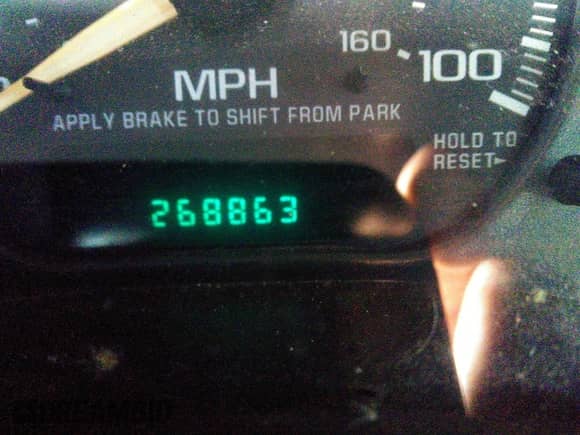 160
100
MPH
APPLY BRAKE TO SHIFT FROM PARK
HOLD TO
RESET
268863